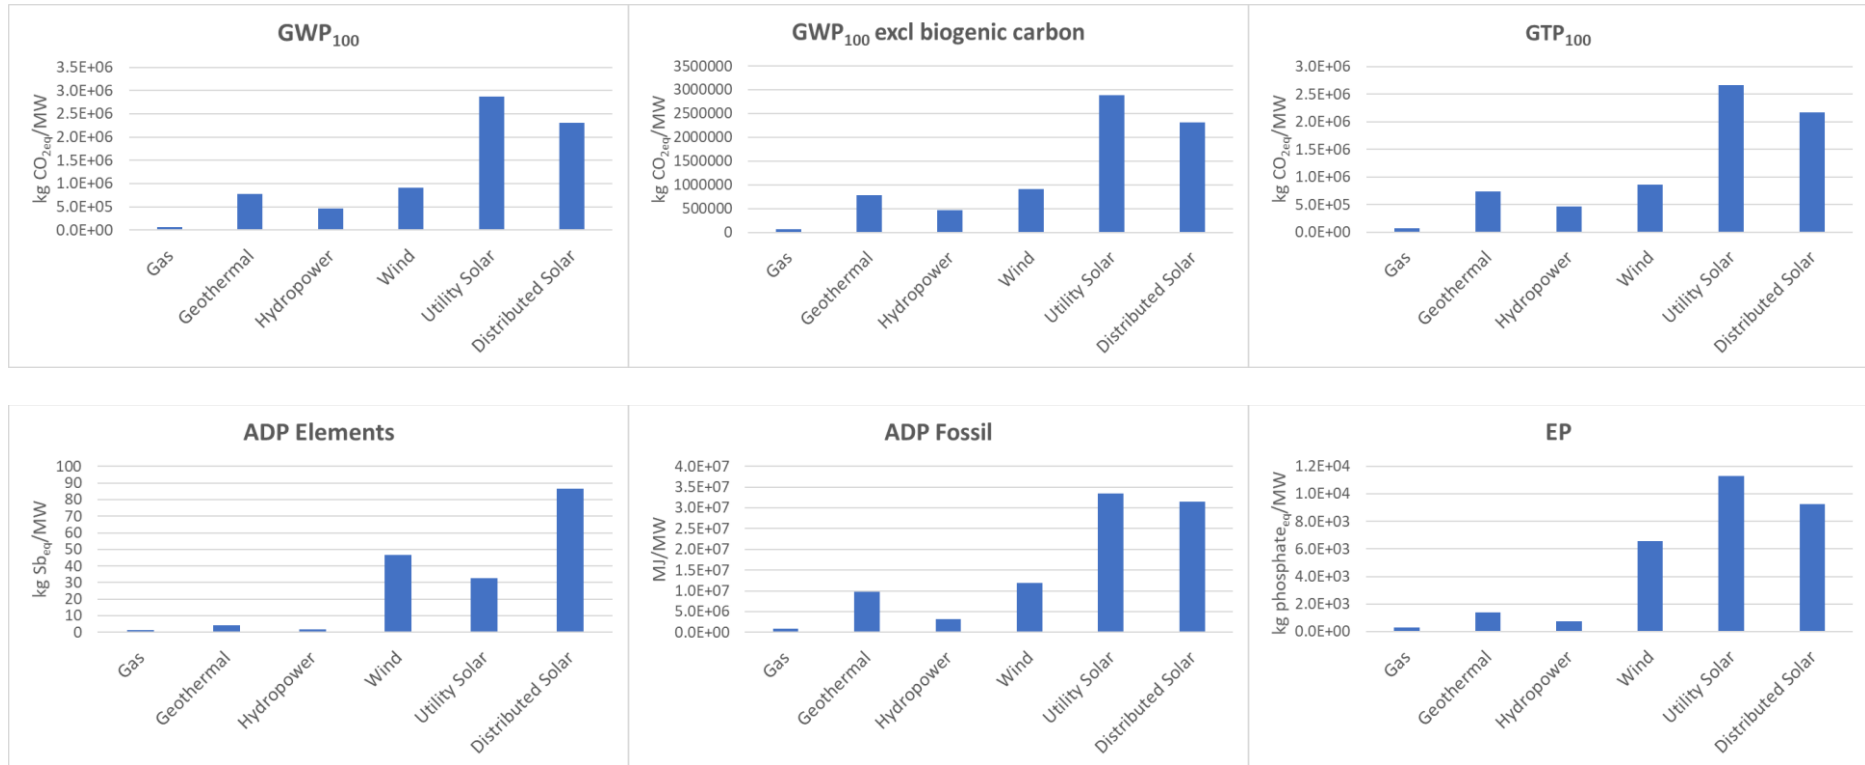 GWP100
kg CO2eq/MW
3.5E+06
3.0E+06
2.5E+06
2.0E+06
1.5E+06
1.0E+06
5.0E+05
0.0E+00
Gas
Geothermal
Hydropower
Wind
Utility Solar
Distributed Solar
GWP100 excl biogenic carbon
kg CO2eq/MW
3500000
3000000
2500000
2000000
1500000
1000000
500000
0
Gas
Geothermal
Hydropower
Wind
Utility Solar
Distributed Solar
GTP100
kg CO2eq/MW
3.0E+06
2.5E+06
2.0E+06
1.5E+06
1.0E+06
5.0E+05
0.0E+00
Gas
Geothermal
Hydropower
Wind
Utility Solar
Distributed Solar
ADP Elements
kg Sbeq/MW
100
90
80
70
60
50
40
30
20
10
0
Gas
Geothermal
Hydropower
Wind
Utility Solar
Distributed Solar
ADP Fossil
MJ/MW
4.0E+07
3.5E+07
3.0E+07
2.5E+07
2.0E+07
1.5E+07
1.0E+07
5.0E+06
0.0E+00
Gas
Geothermal
Hydropower
Wind
Utility Solar
Distributed Solar
EP
kg phosphateeq/MW
1.2E+04
1.0E+04
8.0E+03
6.0E+03
4.0E+03
2.0E+03
0.0E+00
Gas
Geothermal
Hydropower
Wind
Utility Solar
Distributed Solar